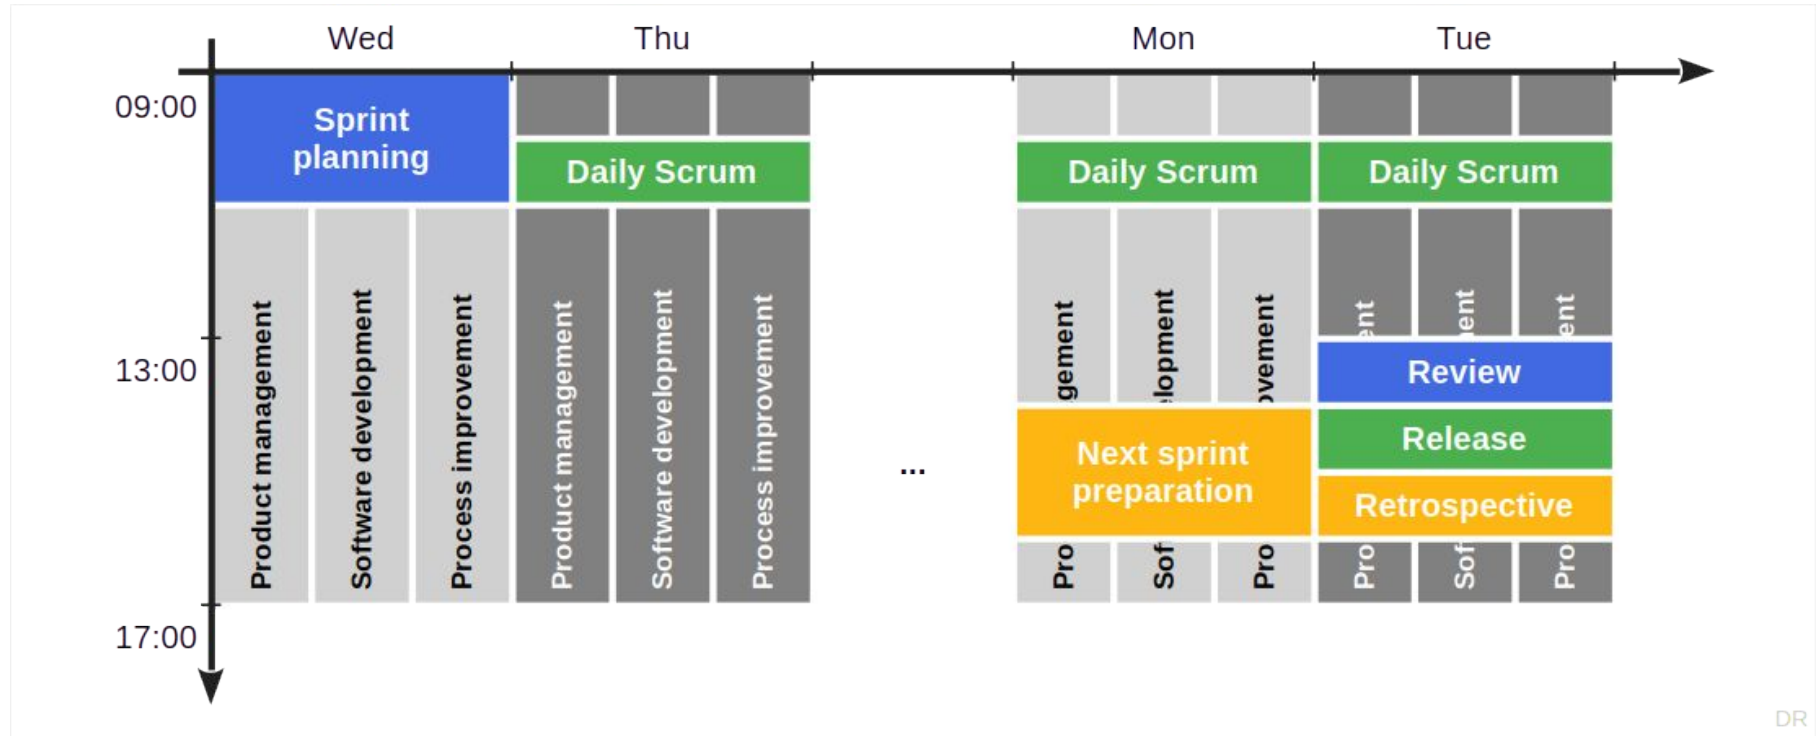 Wed Thu Mon Tue
09:00
Sprint
planning
Daily Scrum
Daily Scrum
Daily Scrum
Product management
Software development
Process improvement
Product management
Software development
Process improvement
gement
lopment
ovement
ent
ent
ent
13:00
Review
Release
Next sprint
preparation
Retrospective
...
Pro
Sof
Pro
Pro
Sof
Pro
17:00
DR